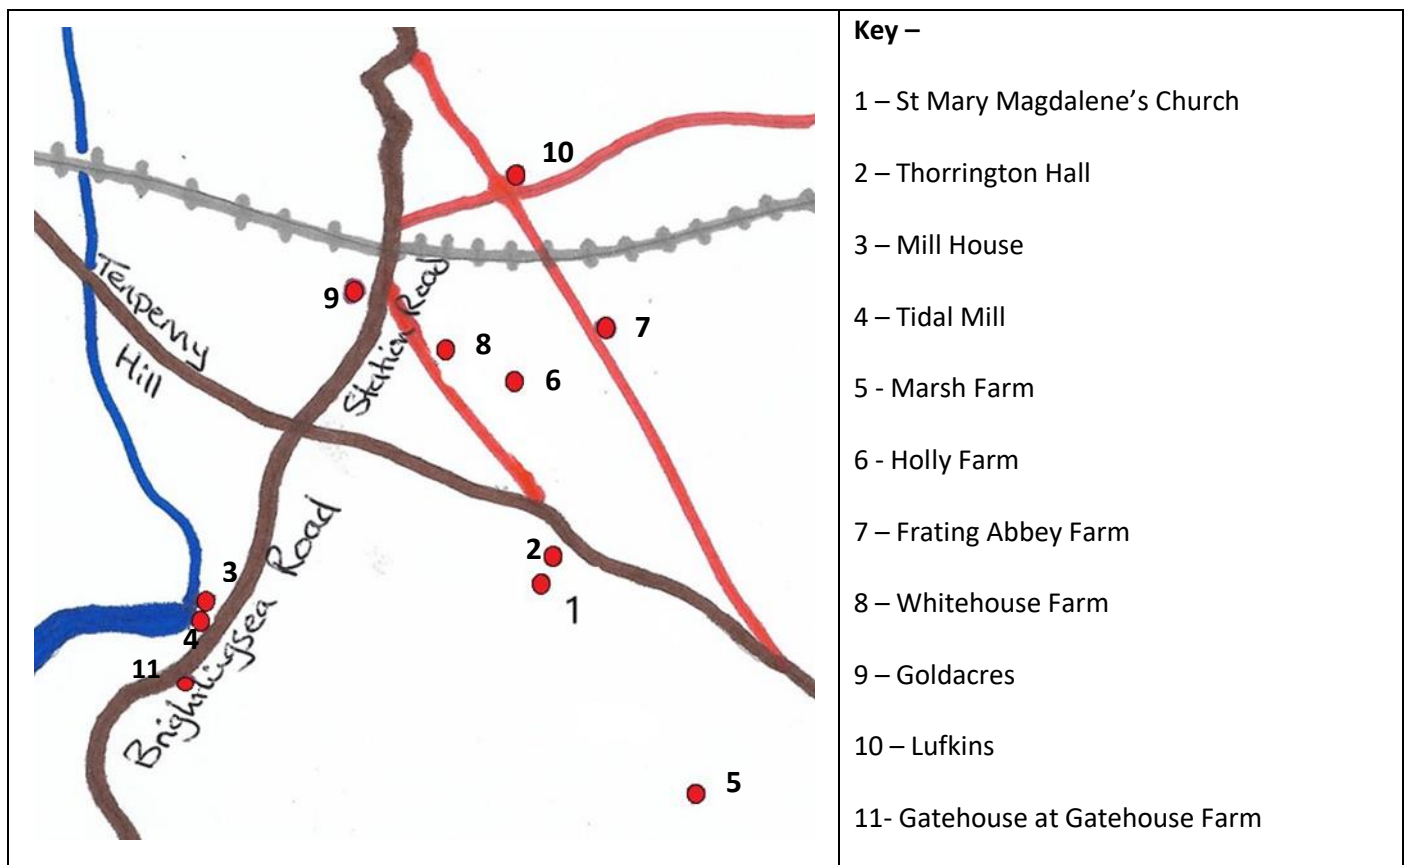 10
9
8
7
6
Tenpenny
Hill
Station Road
2
1
3
4
11
Brightlingsea Road
5
Key –
1 – St Mary Magdalene’s Church
2 – Thorrington Hall
3 – Mill House
4 – Tidal Mill
5 - Marsh Farm
6 - Holly Farm
7 – Frating Abbey Farm
8 – Whitehouse Farm
9 – Goldacres
10 – Lufkins
11- Gatehouse at Gatehouse Farm